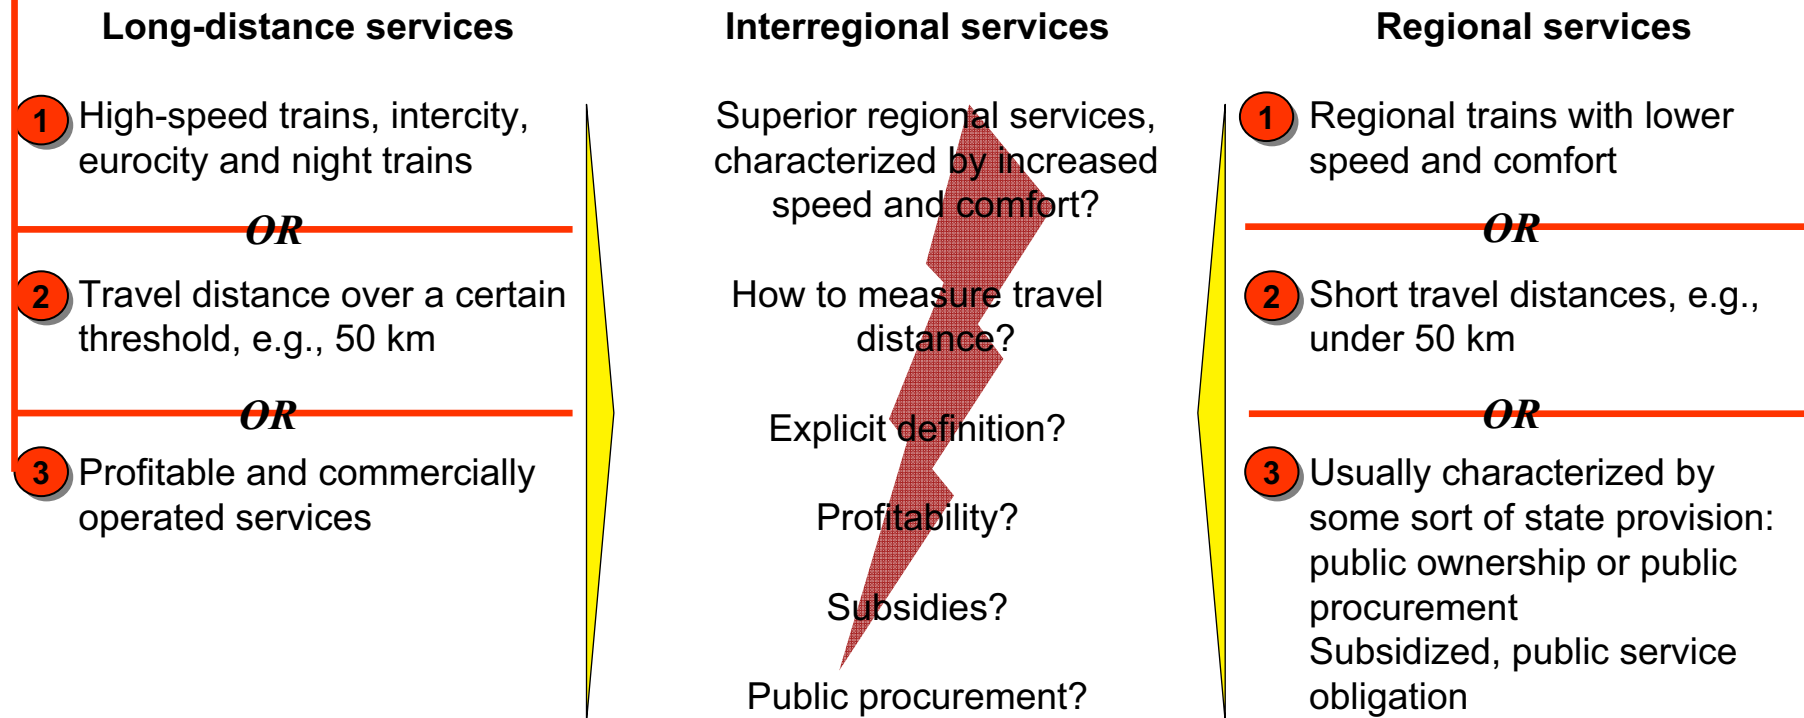 Long-distance services
1 High-speed trains, intercity,
eurocity and night trains
OR
2 Travel distance over a certain
threshold, e.g., 50 km
OR
3 Profitable and commercially
operated services
Interregional services
Superior regional services,
characterized by increased
speed and comfort?
How to measure travel
distance?
Explicit definition?
Profitability?
Subsidies?
Public procurement?
Regional services
1 Regional trains with lower
speed and comfort
OR
2 Short travel distances, e.g.,
under 50 km
OR
3 Usually characterized by
some sort of state provision:
public ownership or public
procurement
Subsidized, public service
obligation